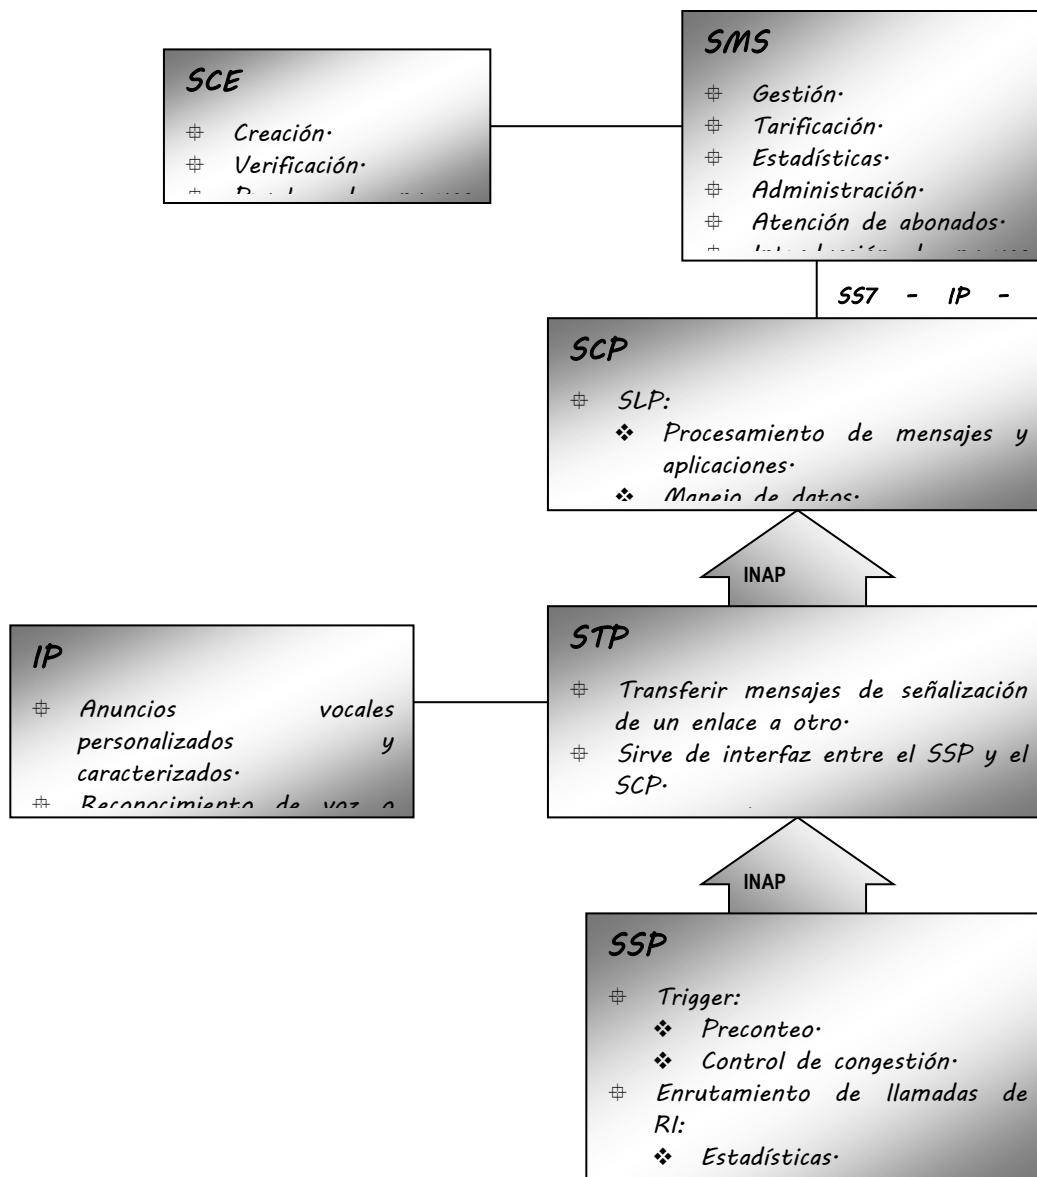 SCE
Creación.
Verificación.
SMS
Gestión.
Tarificación.
Estadísticas.
Administración.
Atención de abonados.
SS7 - IP -
SCP
SLP:
Procesamiento de mensajes y
aplicaciones.
Manejo de datos.
INAP
IP
Anuncios vocales
personalizados y
caracterizados.
Reconocimiento de voz o
STP
Transferir mensajes de señalización
de un enlace a otro.
Sirve de interfaz entre el SSP y el
SCP.
INAP
SSP
Trigger:
Preconteo.
Control de congestión.
Enrutamiento de llamadas de
RI:
Estadísticas.